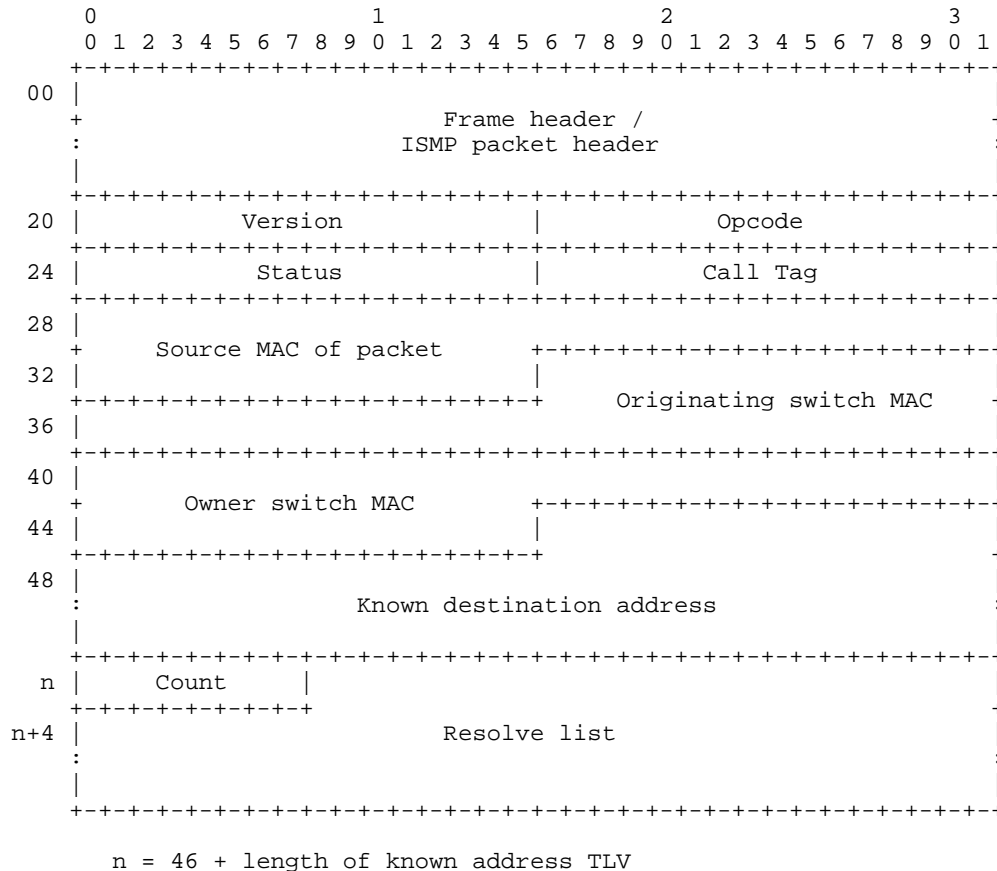 0 1 2 3
0 1 2 3 4 5 6 7 8 9 0 1 2 3 4 5 6 7 8 9 0 1 2 3 4 5 6 7 8 9 0 1
+-+-+-+-+-+-+-+-+-+-+-+-+-+-+-+-+-+-+-+-+-+-+-+-+-+-+-+-+-+-+-+--
00 |
+ Frame header / -
: ISMP packet header :
|
+-+-+-+-+-+-+-+-+-+-+-+-+-+-+-+-+-+-+-+-+-+-+-+-+-+-+-+-+-+-+-+--
20 | Version | Opcode
+-+-+-+-+-+-+-+-+-+-+-+-+-+-+-+-+-+-+-+-+-+-+-+-+-+-+-+-+-+-+-+--
24 | Status | Call Tag
+-+-+-+-+-+-+-+-+-+-+-+-+-+-+-+-+-+-+-+-+-+-+-+-+-+-+-+-+-+-+-+--
28 |
+ Source MAC of packet +-+-+-+-+-+-+-+-+-+-+-+-+-+-+-+--
32 | |
+-+-+-+-+-+-+-+-+-+-+-+-+-+-+-+-+ Originating switch MAC -
36 |
+-+-+-+-+-+-+-+-+-+-+-+-+-+-+-+-+-+-+-+-+-+-+-+-+-+-+-+-+-+-+-+--
40 |
+ Owner switch MAC +-+-+-+-+-+-+-+-+-+-+-+-+-+-+-+--
44 | |
+-+-+-+-+-+-+-+-+-+-+-+-+-+-+-+-+ -
48 |
: Known destination address :
|
+-+-+-+-+-+-+-+-+-+-+-+-+-+-+-+-+-+-+-+-+-+-+-+-+-+-+-+-+-+-+-+--
n | Count |
+-+-+-+-+-+-+-+-+ -
n+4 | Resolve list
: :
|
+-+-+-+-+-+-+-+-+-+-+-+-+-+-+-+-+-+-+-+-+-+-+-+-+-+-+-+-+-+-+-+--
n = 46 + length of known address TLV